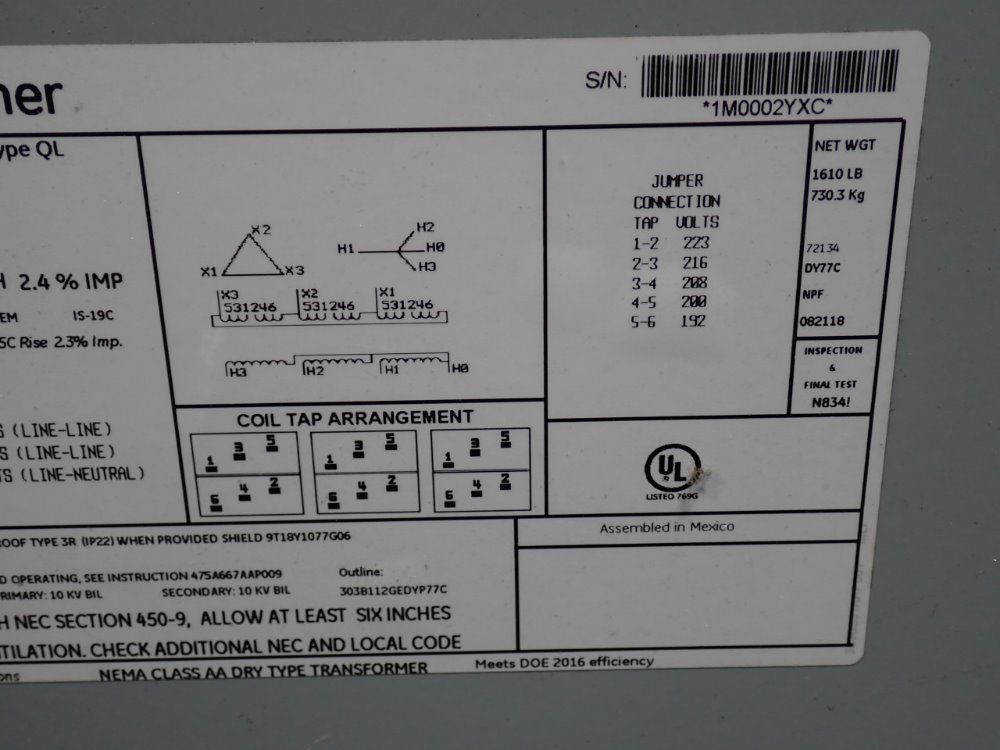 ner
S/N:
*1M0002YXC*
ype QL
H 2.4 % IMP
EM IS-19C
5C Rise 2.3% Imp.
S (LINE-LINE)
S (LINE-LINE)
TS (LINE-NEUTRAL)
X2
X1 X3
H2
H1 H0
H3
X3 X2 X1
531246 531246 531246
H3 H2 H1 H0
COIL TAP ARRANGEMENT
1 3 5 1 3 5 1 3 5
6 4 2 6 4 2 6 4 2
JUMPER
CONNECTION
TAP VOLTS
1-2 223
2-3 216
3-4 208
4-5 200
5-6 192
NET WGT
1610 LB
730.3 Kg
72134
DY77C
NPF
082118
INSPECTION
&
FINAL TEST
N834!
UL
LISTED 769G
Assembled in Mexico
OOF TYPE 3R (IP22) WHEN PROVIDED SHIELD 9T18Y1077G06
D OPERATING, SEE INSTRUCTION 475A667AAP009
Outline:
RIMARY: 10 KV BIL SECONDARY: 10 KV BIL 303B112GEDYP77C
H NEC SECTION 450-9, ALLOW AT LEAST SIX INCHES
TILATION. CHECK ADDITIONAL NEC AND LOCAL CODE
ons NEMA CLASS AA DRY TYPE TRANSFORMER Meets DOE 2016 efficiency